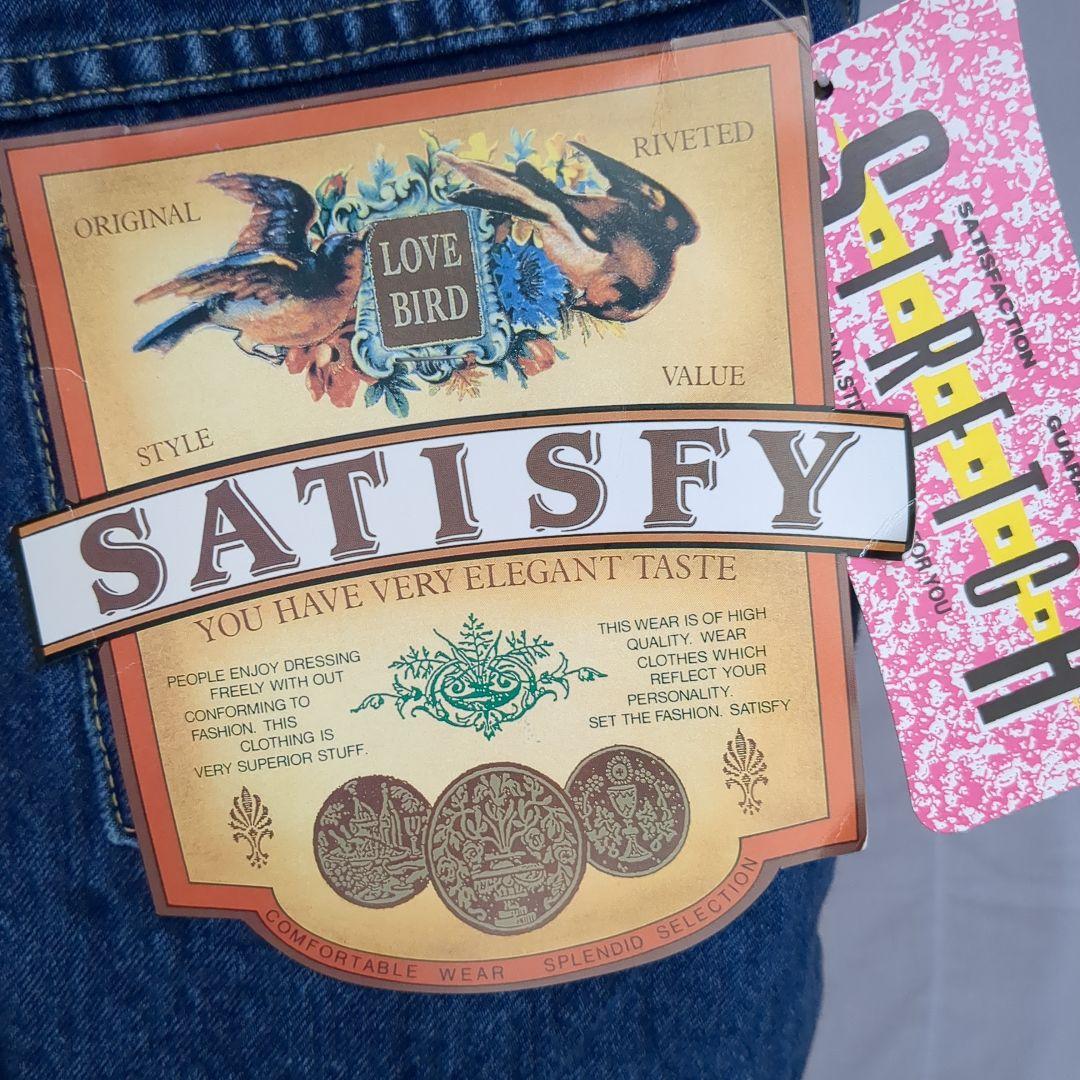 ORIGINAL
RIVETED
LOVE
BIRD
STYLE
VALUE
SATISFY
YOU HAVE VERY ELEGANT TASTE
PEOPLE ENJOY DRESSING
FREELY WITH OUT
CONFORMING TO
FASHION. THIS
CLOTHING IS
VERY SUPERIOR STUFF.
THIS WEAR IS OF HIGH
QUALITY. WEAR
CLOTHES WHICH
REFLECT YOUR
PERSONALITY.
SET THE FASHION. SATISFY
COMFORTABLE WEAR SPLENDID SELECTION
S·T·R·E·T·C·H
SATISFACTION
OR YOU